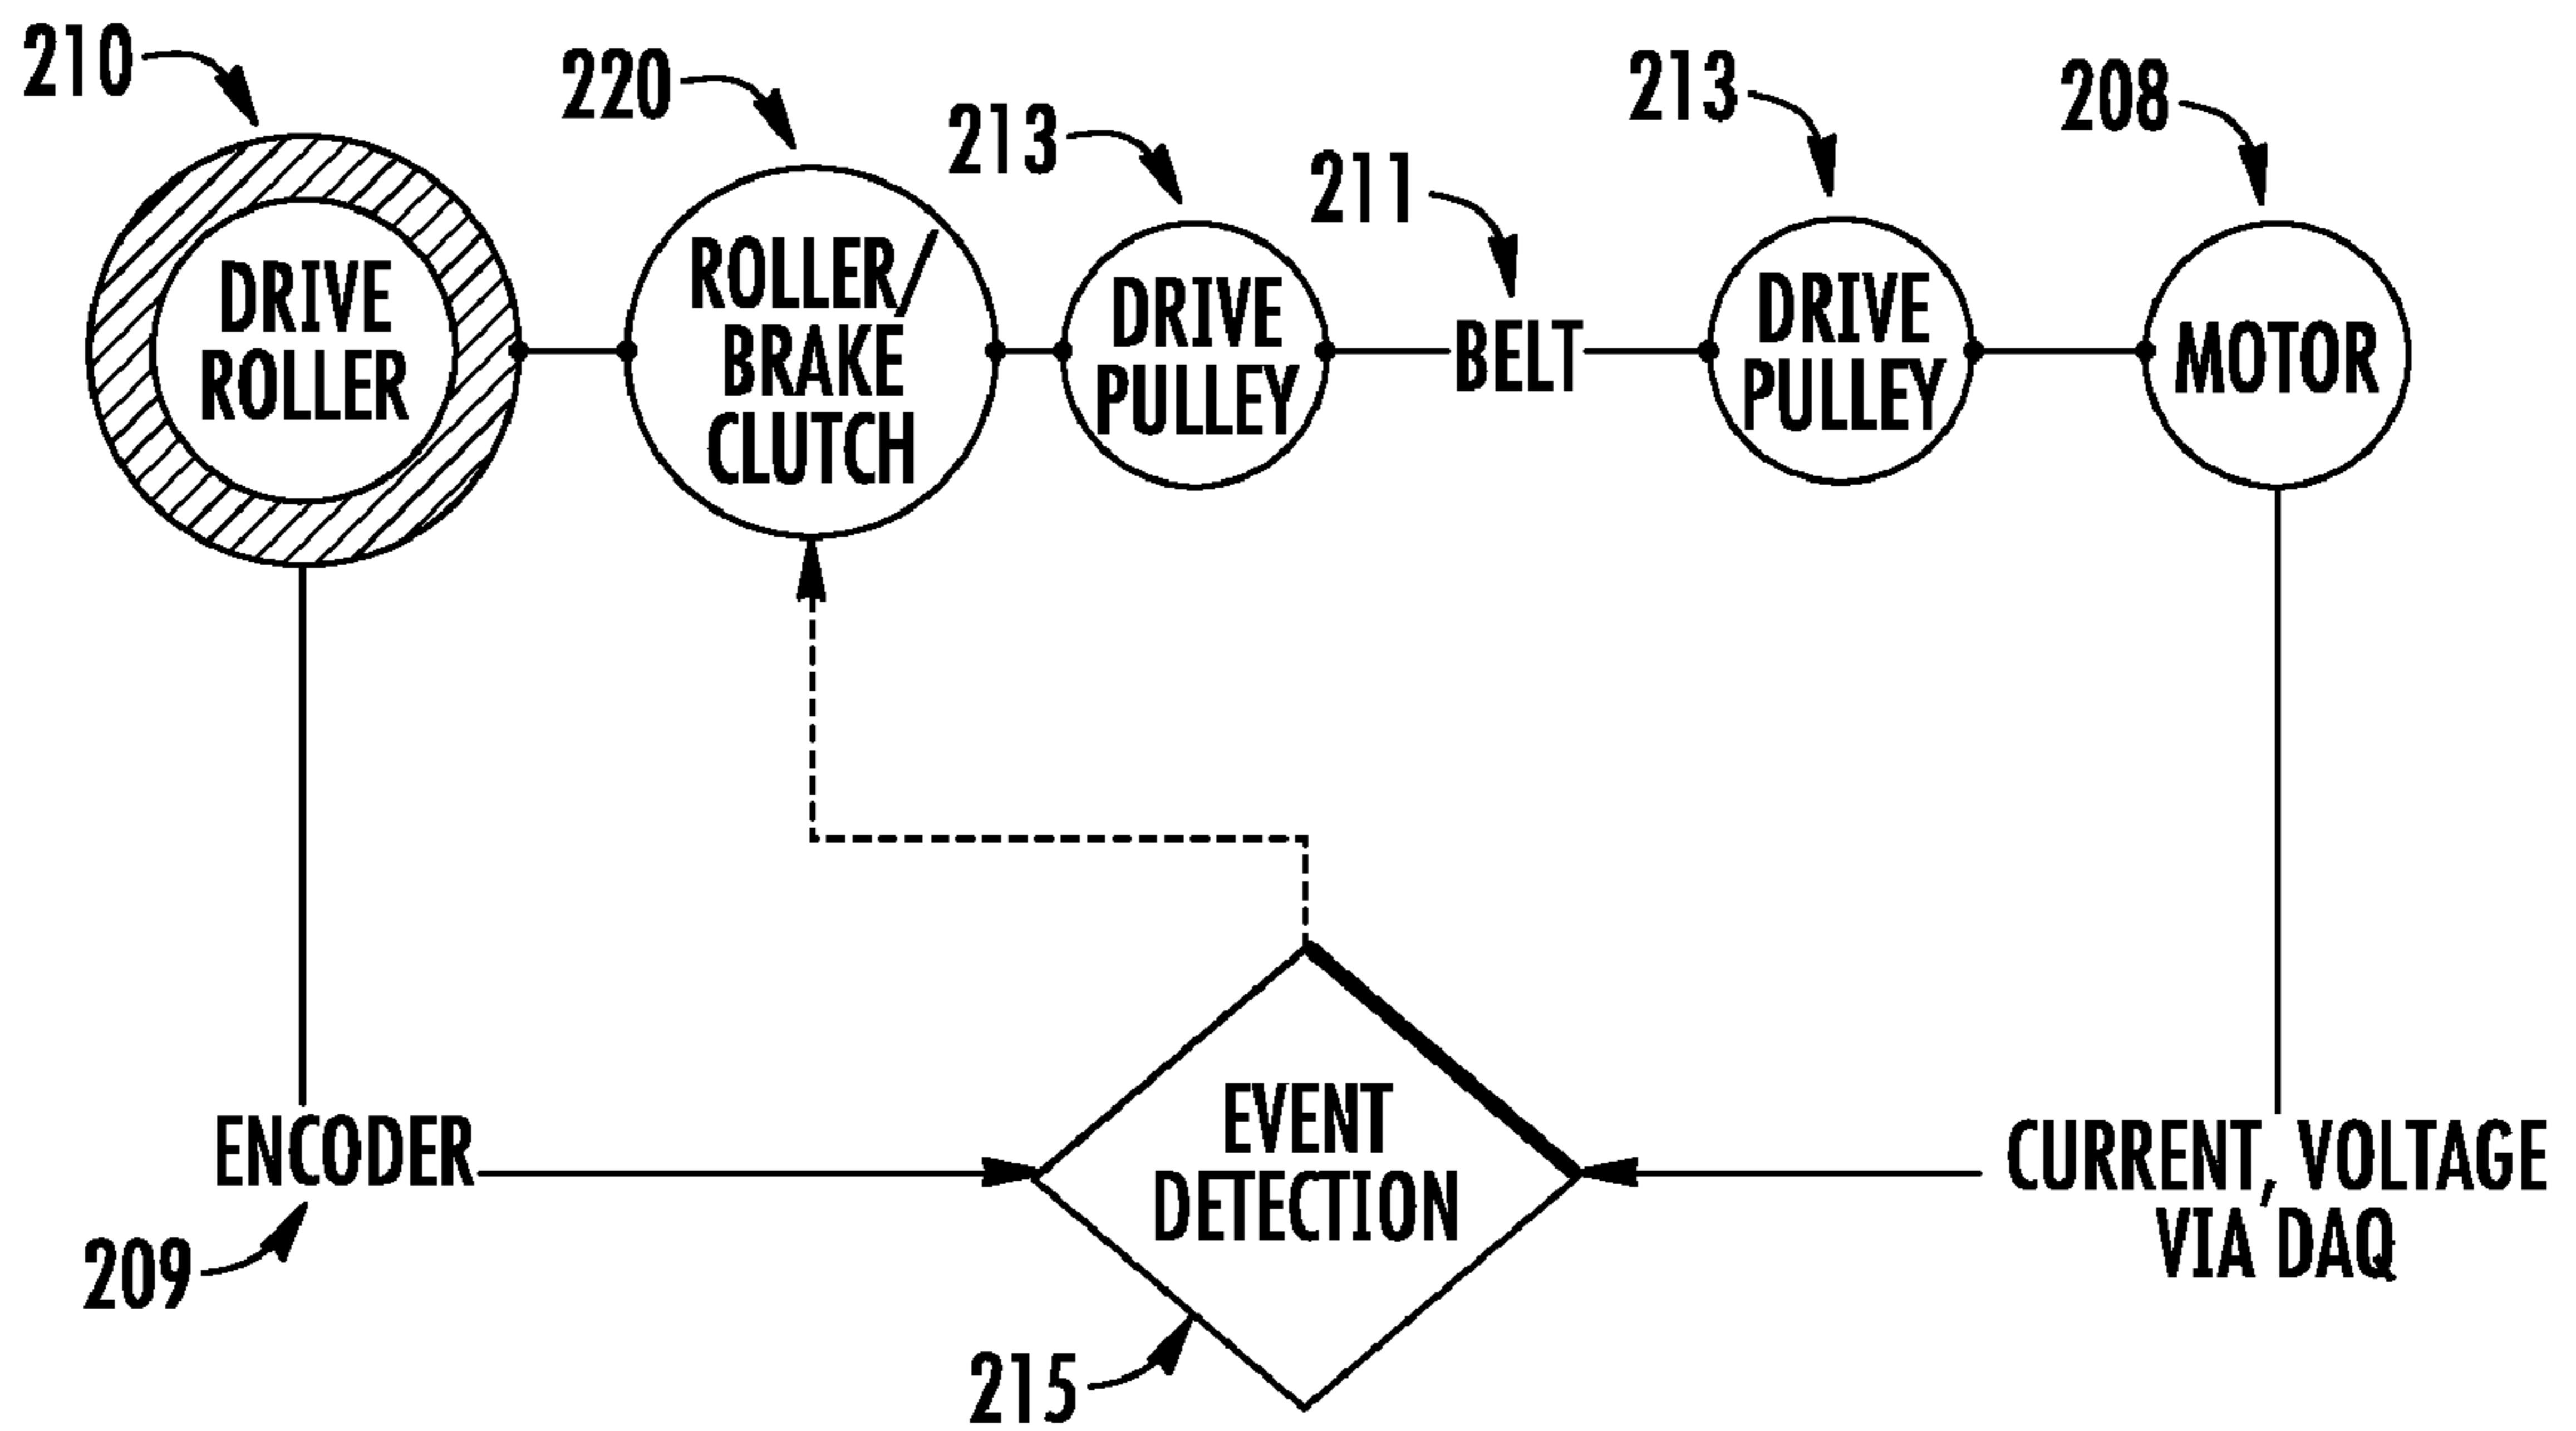 210
220
213
211
213
208
DRIVE
ROLLER
ROLLER/
BRAKE
CLUTCH
DRIVE
PULLEY
BELT
DRIVE
PULLEY
MOTOR
ENCODER
209
EVENT
DETECTION
215
CURRENT, VOLTAGE
VIA DAQ